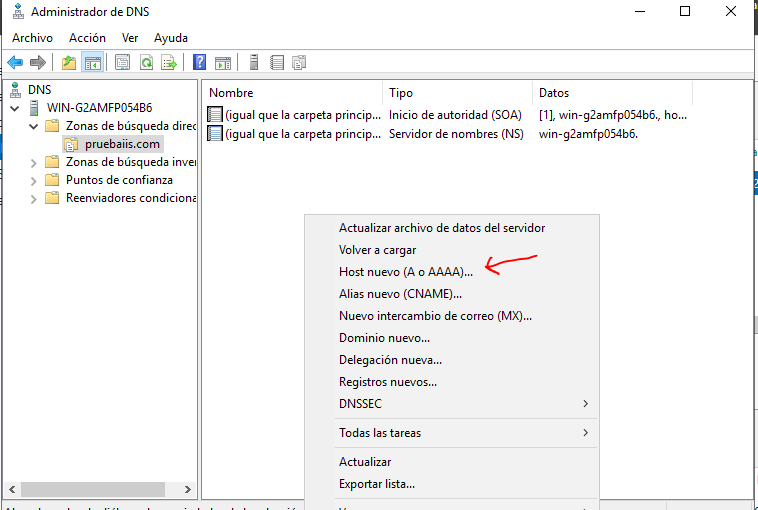 Administrador de DNS
Archivo Acción Ver Ayuda
DNS
WIN-G2AMFP054B6
Zonas de búsqueda direc
pruebaiis.com
Zonas de búsqueda inver
Puntos de confianza
Reenviadores condiciona
Nombre Tipo Datos
(igual que la carpeta princip... Inicio de autoridad (SOA) [1], win-g2amfp054b6., ho...
(igual que la carpeta princip... Servidor de nombres (NS) win-g2amfp054b6.
Actualizar archivo de datos del servidor
Volver a cargar
Host nuevo (A o AAAA)...
Alias nuevo (CNAME)...
Nuevo intercambio de correo (MX)...
Dominio nuevo...
Delegación nueva...
Registros nuevos...
DNSSEC
Todas las tareas
Actualizar
Exportar lista...